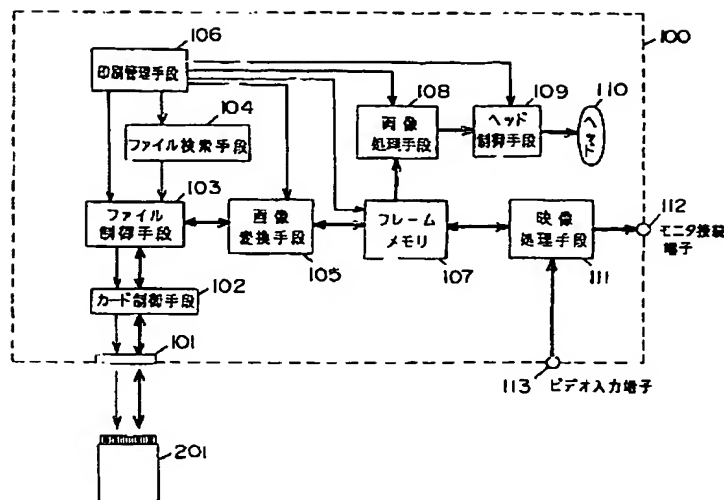 106
印刷管理手段
100
104
ファイル検索手段
108
画像
処理手段
109
ヘッド
制御手段
110
ヘッド
103
ファイル
制御手段
画像
変換手段
105
フレーム
メモリ
107
映像
処理手段
111
112
モニタ接続
端子
カード制御手段
102
101
113
ビデオ入力端子
201